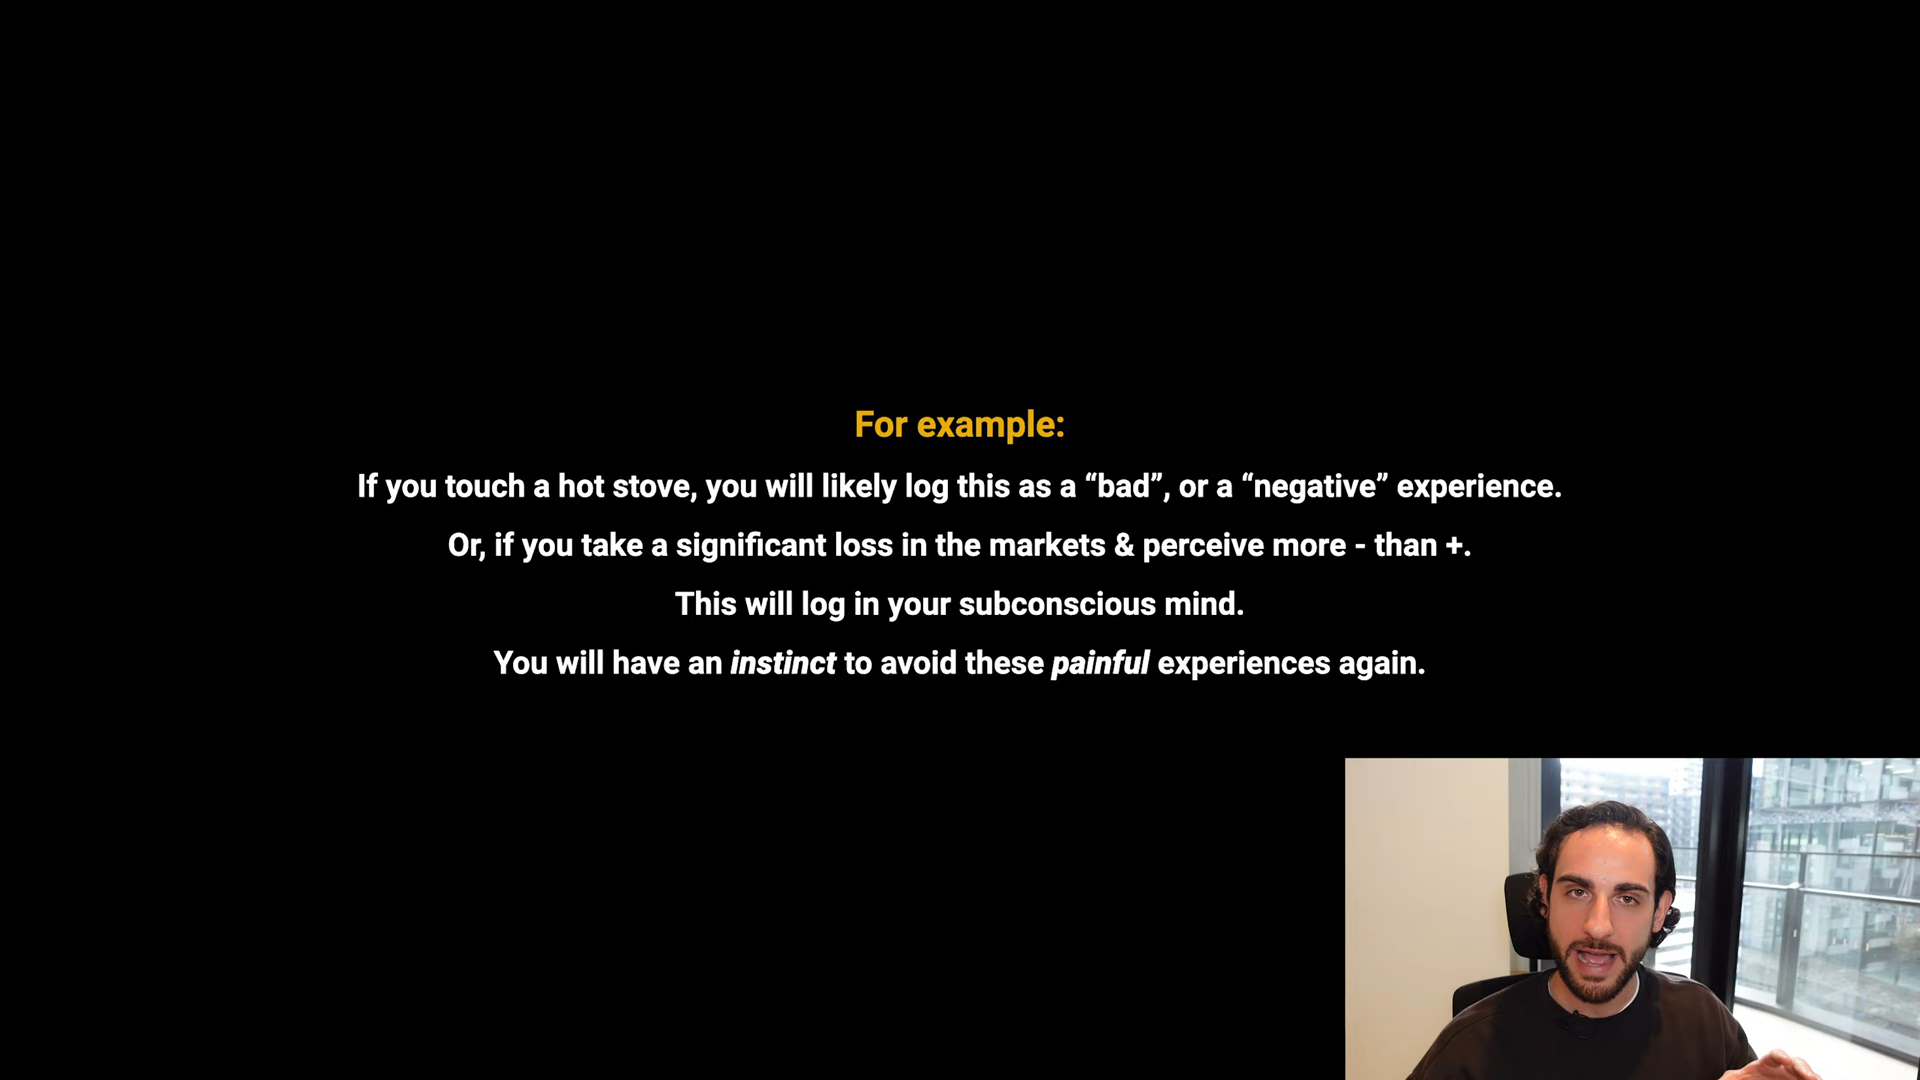 For example:
If you touch a hot stove, you will likely log this as a “bad”, or a “negative” experience.
Or, if you take a significant loss in the markets & perceive more - than +.
This will log in your subconscious mind.
You will have an instinct to avoid these painful experiences again.